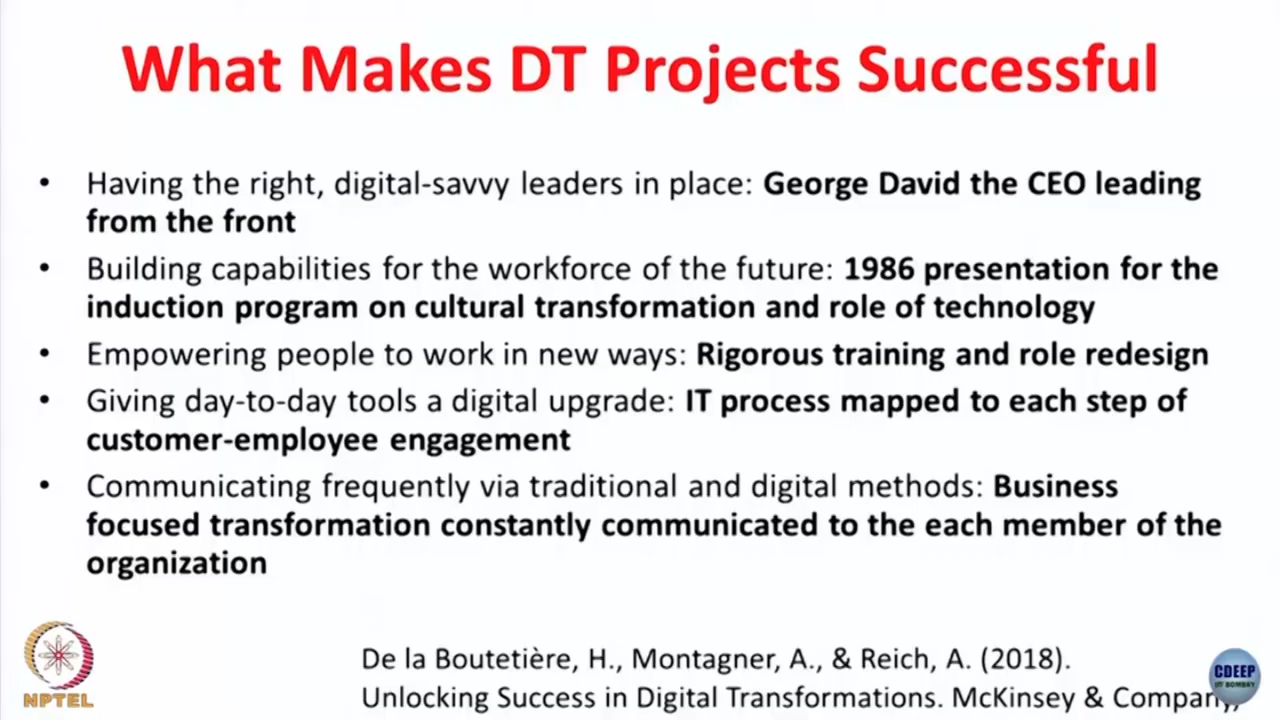 What Makes DT Projects Successful
• Having the right, digital-savvy leaders in place: George David the CEO leading
from the front
• Building capabilities for the workforce of the future: 1986 presentation for the
induction program on cultural transformation and role of technology
• Empowering people to work in new ways: Rigorous training and role redesign
• Giving day-to-day tools a digital upgrade: IT process mapped to each step of
customer-employee engagement
• Communicating frequently via traditional and digital methods: Business
focused transformation constantly communicated to the each member of the
organization
De la Boutetière, H., Montagner, A., & Reich, A. (2018).
Unlocking Success in Digital Transformations. McKinsey & Company,
NPTEL
CDEEP
IIT BOMBAY